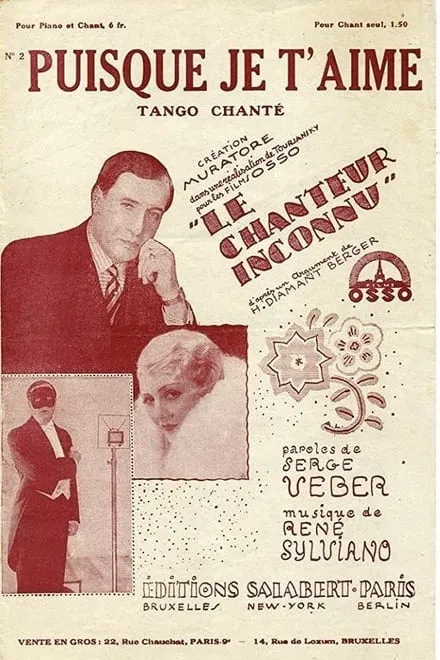 Pour Piano et Chant, 6 fr.
Pour Chant seul, 1.50
N° 2
PUISQUE JE T'AIME
TANGO CHANTÉ
CRÉATION
MURATORE
dans une réalisation de TOURJANSKY
pour les FILMS OSSO
"LE
CHANTEUR
INCONNU"
d'après un argument de
H. DIAMANT BERGER
OSSO
paroles de
SERGE
VEBER
musique de
RENÉ
SYLVIANO
ÉDITIONS SALABERT·PARIS
BRUXELLES NEW-YORK BERLIN
VENTE EN GROS : 22, Rue Chauchat, PARIS-9e — 14, Rue de Loxum, BRUXELLES